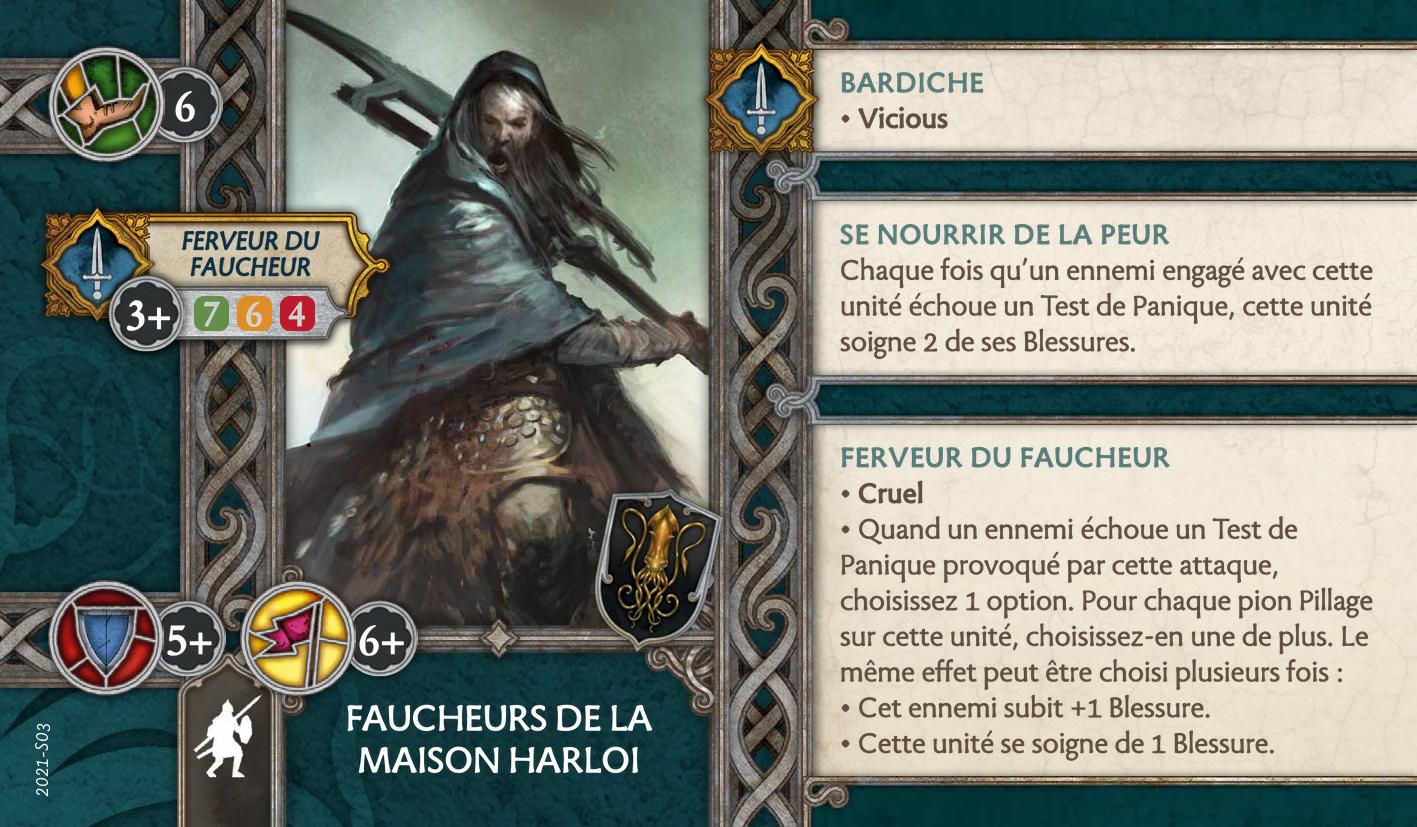 6
FERVEUR DU
FAUCHEUR
3+ 7 6 4
5+ 6+
FAUCHEURS DE LA
MAISON HARLOI
2021-S03
BARDICHE
• Vicious
SE NOURRIR DE LA PEUR
Chaque fois qu'un ennemi engagé avec cette
unité échoue un Test de Panique, cette unité
soigne 2 de ses Blessures.
FERVEUR DU FAUCHEUR
• Cruel
• Quand un ennemi échoue un Test de
Panique provoqué par cette attaque,
choisissez 1 option. Pour chaque pion Pillage
sur cette unité, choisissez-en une de plus. Le
même effet peut être choisi plusieurs fois :
• Cet ennemi subit +1 Blessure.
• Cette unité se soigne de 1 Blessure.